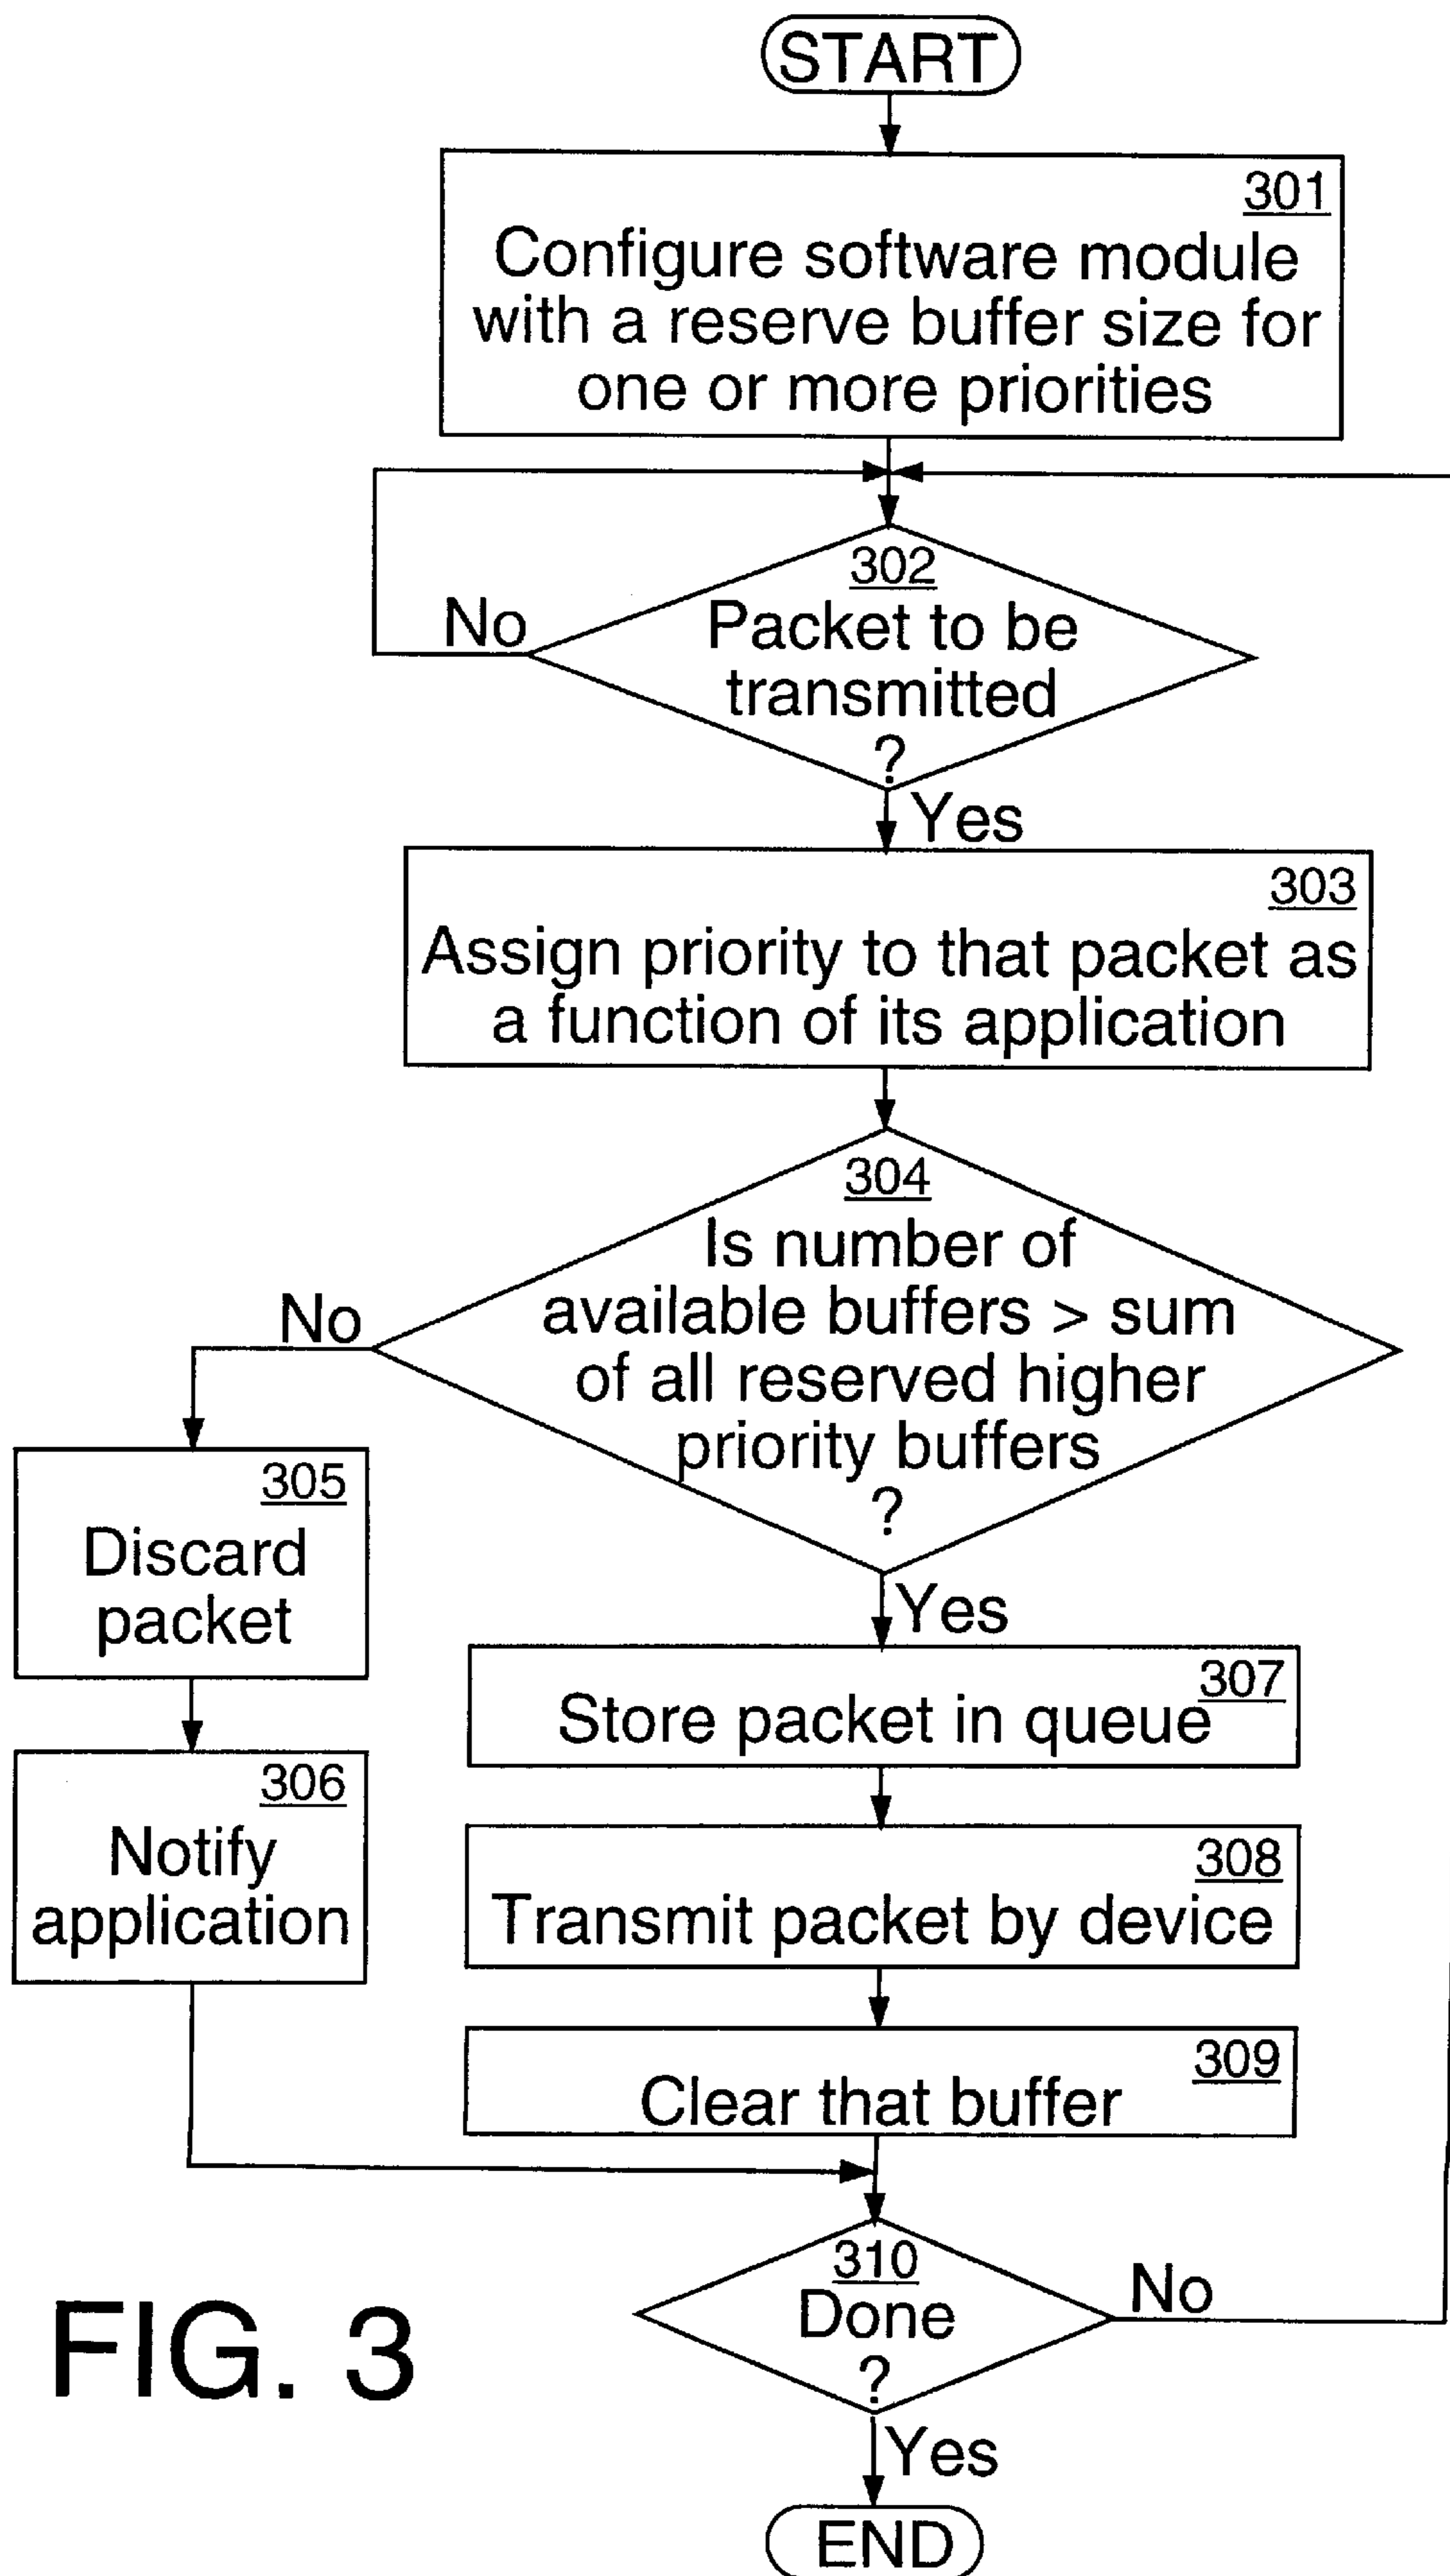 START
301
Configure software module
with a reserve buffer size for
one or more priorities
302
Packet to be
transmitted
?
No
Yes
303
Assign priority to that packet as
a function of its application
304
Is number of
available buffers > sum
of all reserved higher
priority buffers
?
No
Yes
305
Discard
packet
306
Notify
application
307
Store packet in queue
308
Transmit packet by device
309
Clear that buffer
310
Done
?
No
Yes
END
FIG. 3